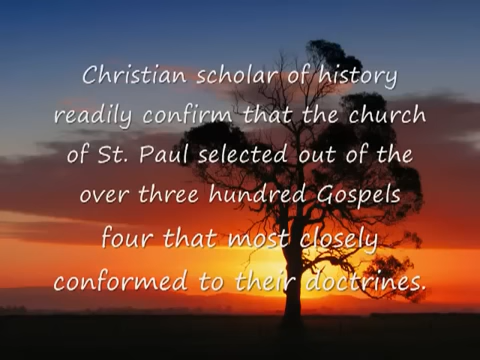 Christian scholar of history
readily confirm that the church
of St. Paul selected out of the
over three hundred Gospels
four that most closely
conformed to their doctrines.